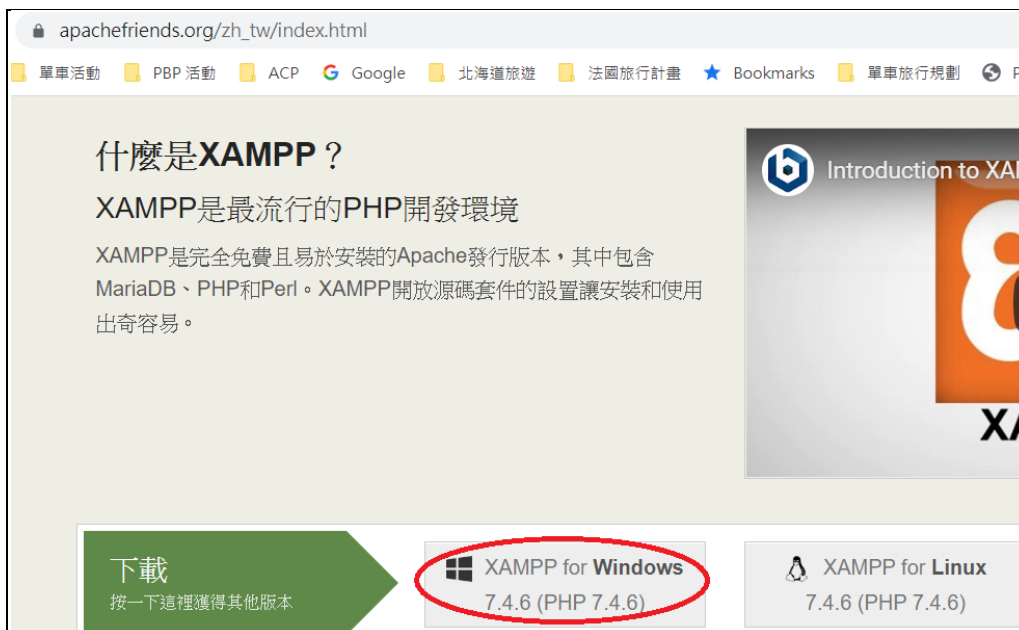 apachefriends.org/zh_tw/index.html
單車活動 PBP 活動 ACP Google 北海道旅遊 法國旅行計畫 Bookmarks 單車旅行規劃 P
什麼是XAMPP？
XAMPP是最流行的PHP開發環境
XAMPP是完全免費且易於安裝的Apache發行版本，其中包含
MariaDB、PHP和Perl。XAMPP開放源碼套件的設置讓安裝和使用
出奇容易。
Introduction to XA
XA
下載
按一下這裡獲得其他版本
XAMPP for Windows
7.4.6 (PHP 7.4.6)
XAMPP for Linux
7.4.6 (PHP 7.4.6)